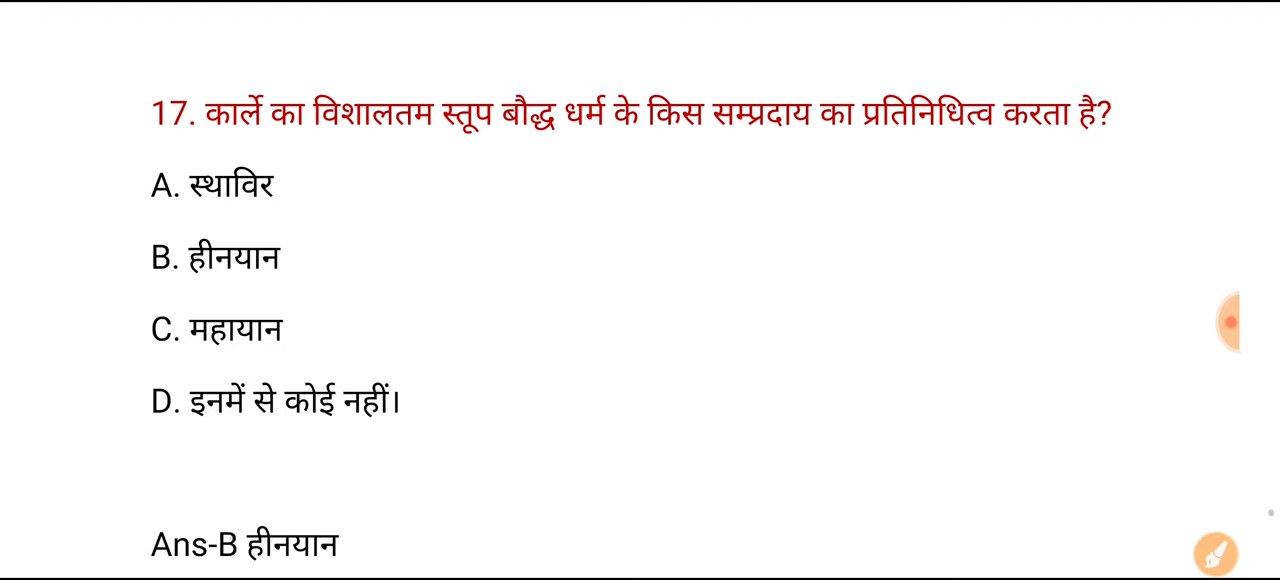 17. कार्ले का विशालतम स्तूप बौद्ध धर्म के किस सम्प्रदाय का प्रतिनिधित्व करता है?
A. स्थाविर
B. हीनयान
C. महायान
D. इनमें से कोई नहीं।
Ans-B हीनयान